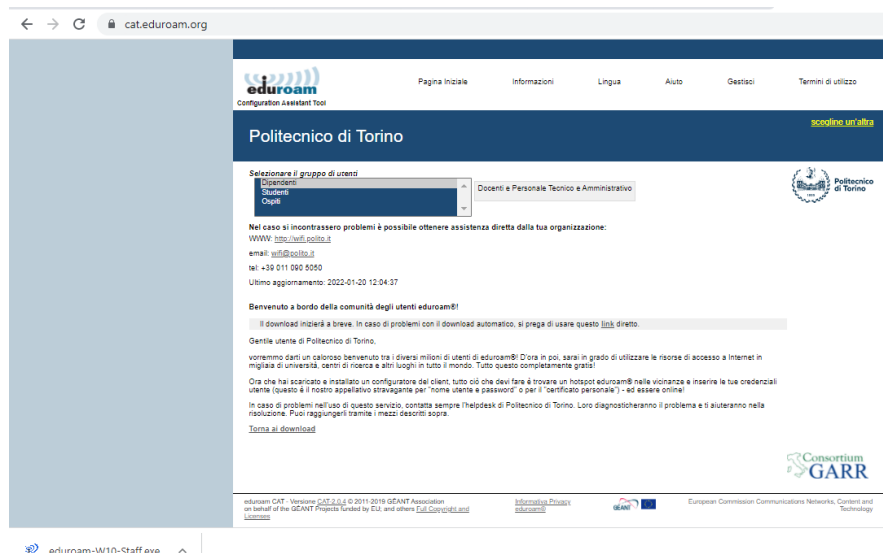 cat.eduroam.org
eduroam
Configuration Assistant Tool
Pagina Iniziale Informazioni Lingua Aiuto Gestisci Termini di utilizzo
scegline un'altra
Politecnico di Torino
Selezionare il gruppo di utenti
Dipendenti
Studenti
Ospiti
Docenti e Personale Tecnico e Amministrativo
Politecnico
di Torino
Nel caso si incontrassero problemi è possibile ottenere assistenza diretta dalla tua organizzazione:
WWW: http://wifi.polito.it
email: wifi@polito.it
tel: +39 011 090 5050
Ultimo aggiornamento: 2022-01-20 12:04:37
Benvenuto a bordo della comunità degli utenti eduroam®!
Il download inizierà a breve. In caso di problemi con il download automatico, si prega di usare questo link diretto.
Gentile utente di Politecnico di Torino,
vorremmo darti un caloroso benvenuto tra i diversi milioni di utenti di eduroam®! D'ora in poi, sarai in grado di utilizzare le risorse di accesso a Internet in
migliaia di università, centri di ricerca e altri luoghi in tutto il mondo. Tutto questo completamente gratis!
Ora che hai scaricato e installato un configuratore del client, tutto ciò che devi fare è trovare un hotspot eduroam® nelle vicinanze e inserire le tue credenziali
utente (questo è il nostro appellativo stravagante per "nome utente e password" o per il "certificato personale") - ed essere online!
In caso di problemi nell'uso di questo servizio, contatta sempre l'helpdesk di Politecnico di Torino. Loro diagnosticheranno il problema e ti aiuteranno nella
risoluzione. Puoi raggiungerli tramite i mezzi descritti sopra.
Torna ai download
Consortium
GARR
eduroam CAT - Versione CAT-2.0.4 © 2011-2019 GÉANT Association
on behalf of the GÉANT Projects funded by EU; and others Full Copyright and
Licenses
Informativa Privacy
eduroam®
GÉANT
European Commission Communications Networks, Content and
Technology
eduroam-W10-Staff.exe